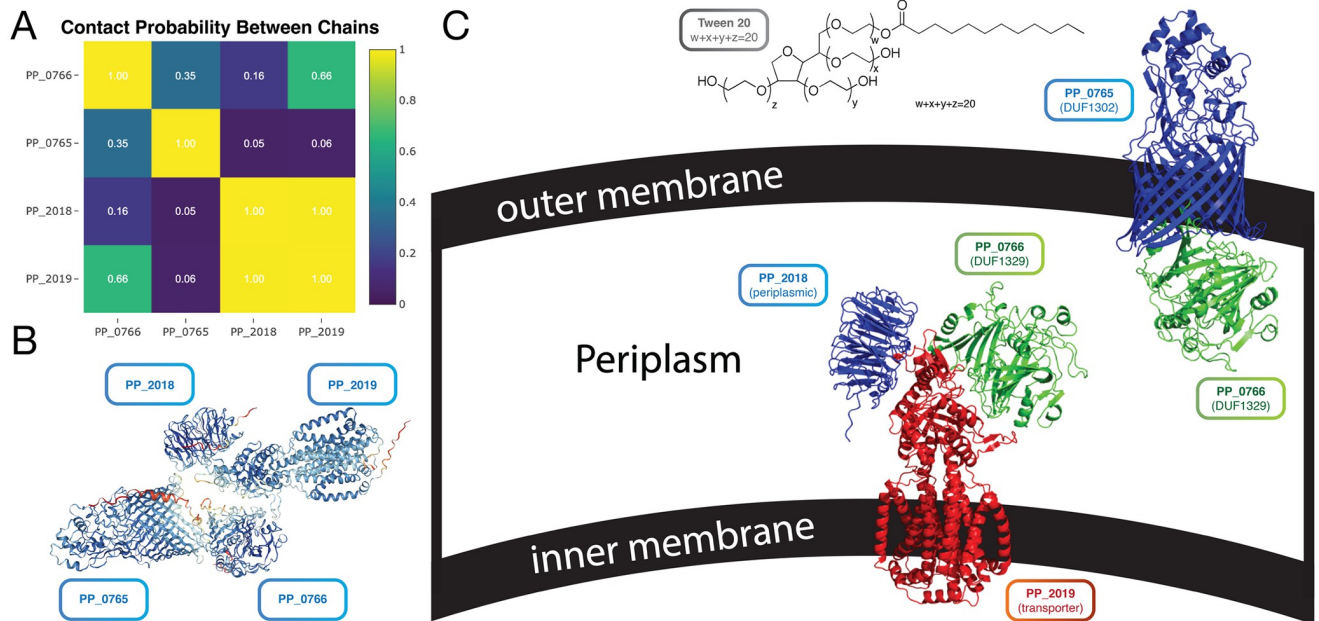 A
Contact Probability Between Chains
PP_0766
1.00
0.35
0.16
0.66
PP_0765
0.35
1.00
0.05
0.06
PP_2018
0.16
0.05
1.00
1.00
PP_2019
0.66
0.06
1.00
1.00
PP_0766
PP_0765
PP_2018
PP_2019
1
0.8
0.6
0.4
0.2
0
B
PP_2018
PP_2019
PP_0765
PP_0766
C
Tween 20
w+x+y+z=20
O
O
O
w
O
O
O
OH
x
HO
O
z
O
OH
y
w+x+y+z=20
PP_0765
(DUF1302)
outer membrane
PP_0766
(DUF1329)
PP_2018
(periplasmic)
Periplasm
PP_0766
(DUF1329)
inner membrane
PP_2019
(transporter)